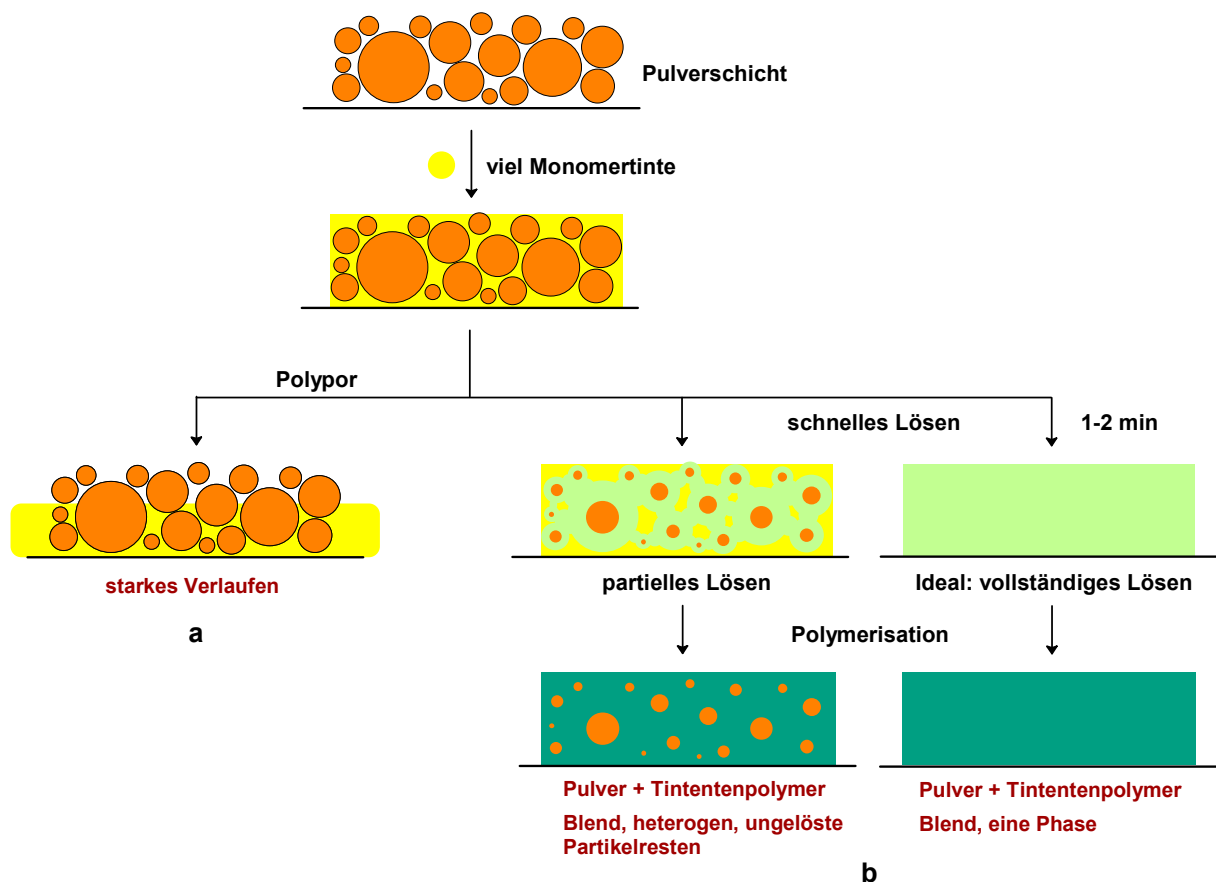 Pulverschicht
viel Monomertinte
Polypor
schnelles Lösen
1-2 min
starkes Verlaufen
a
partielles Lösen
Ideal: vollständiges Lösen
Polymerisation
Pulver + Tintentenpolymer
Blend, heterogen, ungelöste
Partikelresten
Pulver + Tintentenpolymer
Blend, eine Phase
b